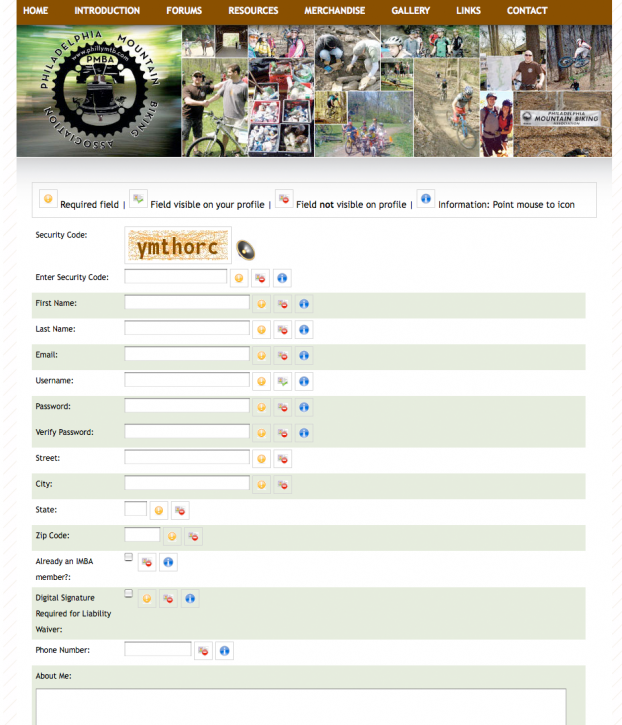 HOME INTRODUCTION FORUMS RESOURCES MERCHANDISE GALLERY LINKS CONTACT
PHILADELPHIA MOUNTAIN BIKING ASSOCIATION
www.phillymtb.com
PMBA
PHILADELPHIA
MOUNTAIN BIKING
ASSOCIATION
Required field | Field visible on your profile | Field not visible on profile | Information: Point mouse to icon
Security Code:
ymthorc
Enter Security Code:
First Name:
Last Name:
Email:
Username:
Password:
Verify Password:
Street:
City:
State:
Zip Code:
Already an IMBA
member?:
Digital Signature
Required for Liability
Waiver:
Phone Number:
About Me: